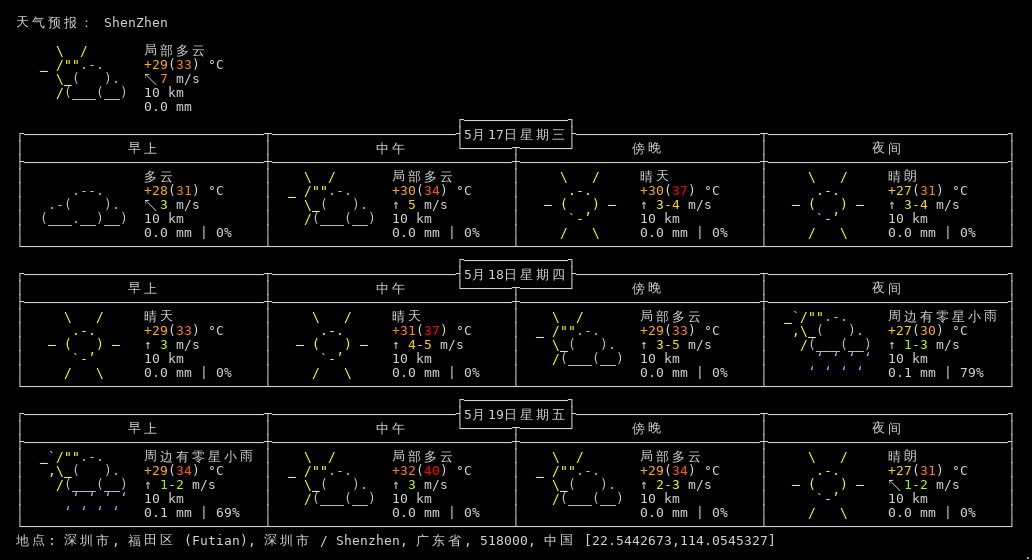 天气预报： ShenZhen
局部多云
+29(33) °C
↖7 m/s
10 km
0.0 mm
5月17日星期三
早上 中午 傍晚 夜间
多云 局部多云 晴天 晴朗
+28(31) °C +30(34) °C +30(37) °C +27(31) °C
↖3 m/s ↑ 5 m/s ↑ 3-4 m/s ↑ 3-4 m/s
10 km 10 km 10 km 10 km
0.0 mm | 0% 0.0 mm | 0% 0.0 mm | 0% 0.0 mm | 0%
5月18日星期四
早上 中午 傍晚 夜间
晴天 晴天 局部多云 周边有零星小雨
+29(33) °C +31(37) °C +29(33) °C +27(30) °C
↑ 3 m/s ↑ 4-5 m/s ↑ 3-5 m/s ↑ 1-3 m/s
10 km 10 km 10 km 10 km
0.0 mm | 0% 0.0 mm | 0% 0.0 mm | 0% 0.1 mm | 79%
5月19日星期五
早上 中午 傍晚 夜间
周边有零星小雨 局部多云 局部多云 晴朗
+29(34) °C +32(40) °C +29(34) °C +27(31) °C
↑ 1-2 m/s ↑ 3 m/s ↑ 2-3 m/s ↖ 1-2 m/s
10 km 10 km 10 km 10 km
0.1 mm | 69% 0.0 mm | 0% 0.0 mm | 0% 0.0 mm | 0%
地点: 深圳市, 福田区 (Futian), 深圳市 / Shenzhen, 广东省, 518000, 中国 [22.5442673,114.0545327]